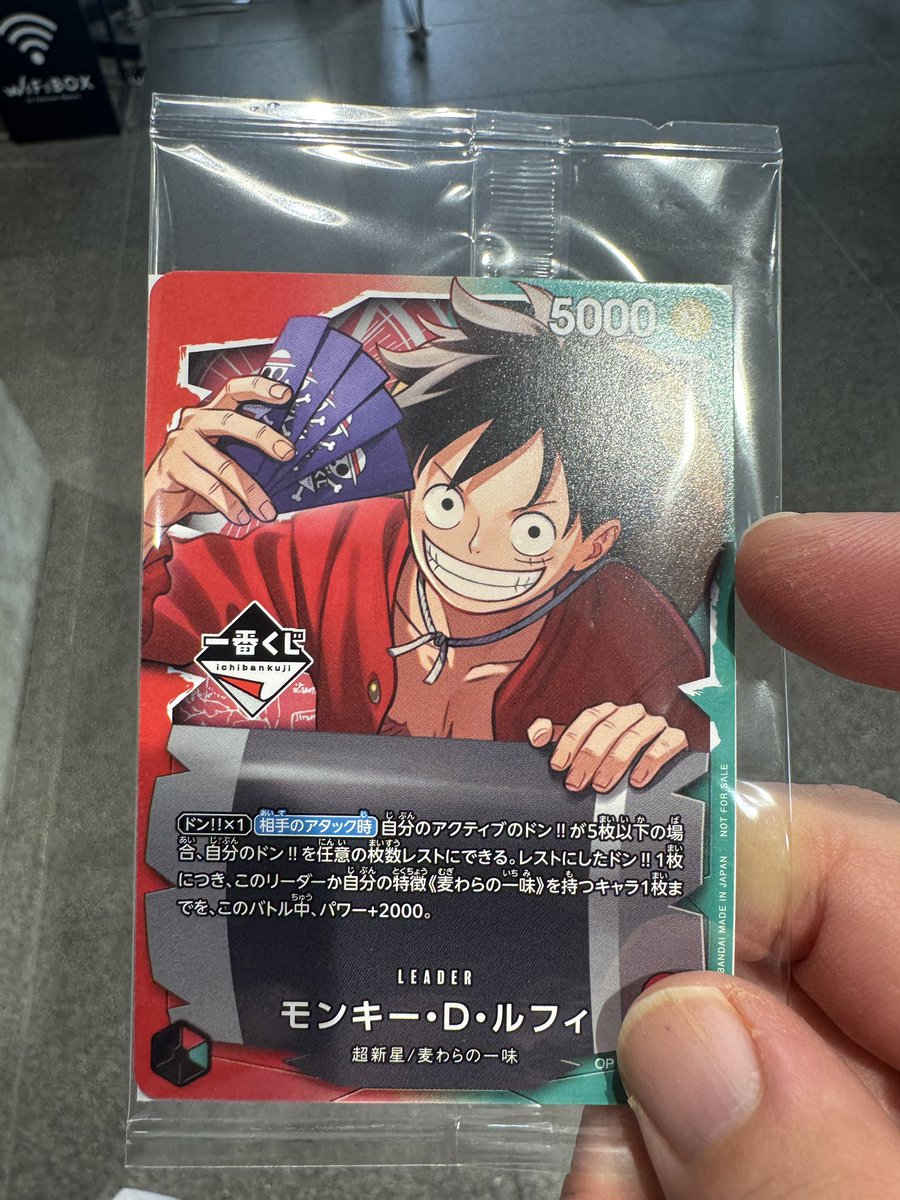 WiFiBOX
5000
一番くじ
ichibankuji
ドン!!×1 相手のアタック時 自分のアクティブのドン!!が5枚以下の場
合、自分のドン!!を任意の枚数レストにできる。レストにしたドン!!1枚
につき、このリーダーか自分の特徴《麦わらの一味》を持つキャラ1枚ま
でを、このバトル中、パワー+2000。
BANDAI MADE IN JAPAN NOT FOR SALE
LEADER
モンキー・D・ルフィ
超新星/麦わらの一味
OP